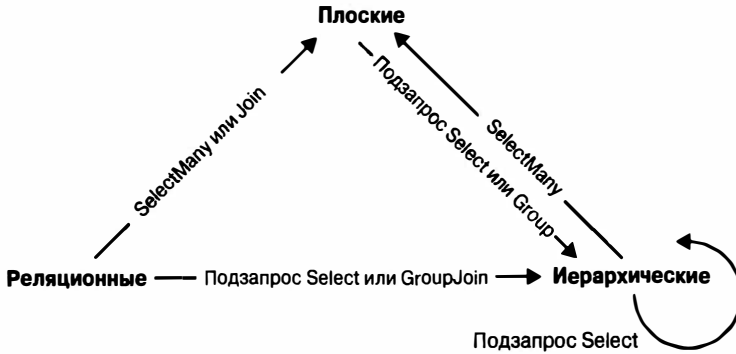 Плоские
SelectMany или Join
Подзапрос Select или Group
SelectMany
Реляционные
Подзапрос Select или GroupJoin
Иерархические
Подзапрос Select